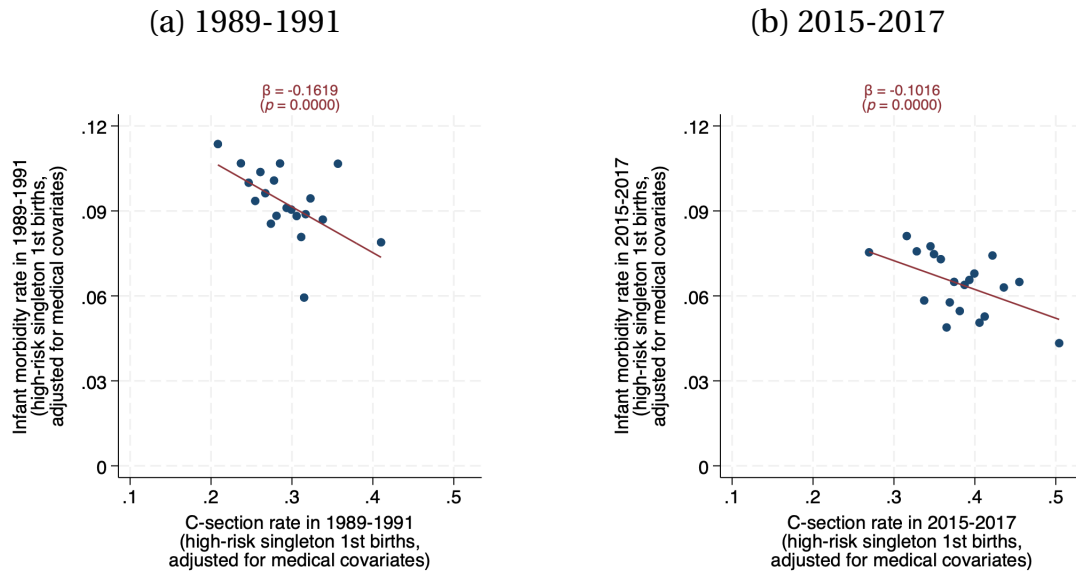 (a) 1989-1991
β = -0.1619
(p = 0.0000)
Infant morbidity rate in 1989-1991
(high-risk singleton 1st births,
adjusted for medical covariates)
.12
.09
.06
.03
0
.1 .2 .3 .4 .5
C-section rate in 1989-1991
(high-risk singleton 1st births,
adjusted for medical covariates)
(b) 2015-2017
β = -0.1016
(p = 0.0000)
Infant morbidity rate in 2015-2017
(high-risk singleton 1st births,
adjusted for medical covariates)
.12
.09
.06
.03
0
.1 .2 .3 .4 .5
C-section rate in 2015-2017
(high-risk singleton 1st births,
adjusted for medical covariates)